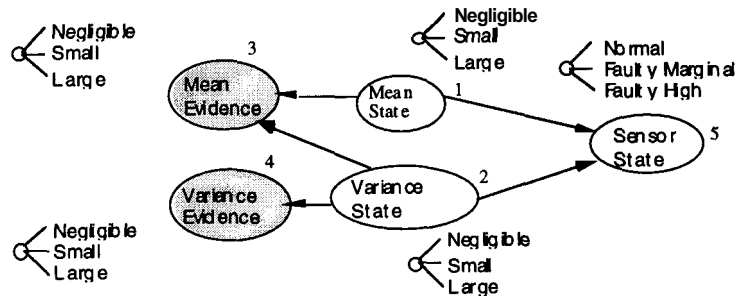 Negligible
Small
Large
3
Mean
Evidence
Negligible
Small
Large
Mean
State
1
Normal
Faulty Marginal
Faulty High
Sensor
State
5
4
Variance
Evidence
Variance
State
2
Negligible
Small
Large
Negligible
Small
Large